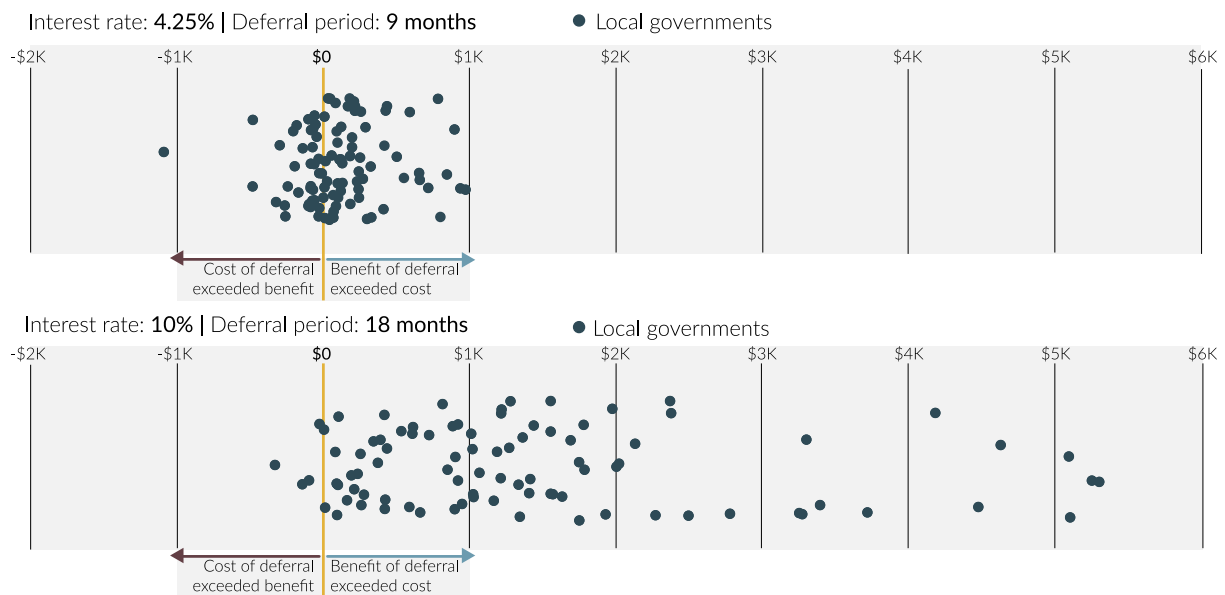 Interest rate: 4.25% | Deferral period: 9 months
Local governments
-$2K -$1K $0 $1K $2K $3K $4K $5K $6K
Cost of deferral
exceeded benefit
Benefit of deferral
exceeded cost
Interest rate: 10% | Deferral period: 18 months
Local governments
-$2K -$1K $0 $1K $2K $3K $4K $5K $6K
Cost of deferral
exceeded benefit
Benefit of deferral
exceeded cost